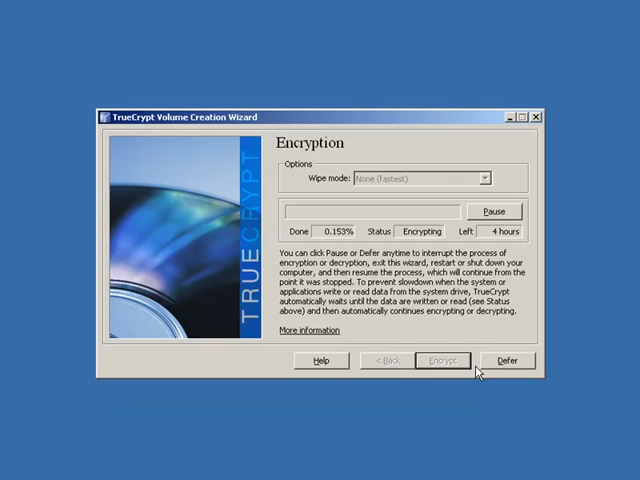 TrueCrypt Volume Creation Wizard
TRUECRYPT
Encryption
Options
Wipe mode: None (fastest)
Pause
Done 0.153% Status Encrypting Left 4 hours
You can click Pause or Defer anytime to interrupt the process of
encryption or decryption, exit this wizard, restart or shut down your
computer, and then resume the process, which will continue from the
point it was stopped. To prevent slowdown when the system or
applications write or read data from the system drive, TrueCrypt
automatically waits until the data are written or read (see Status
above) and then automatically continues encrypting or decrypting.
More information
Help < Back Encrypt Defer